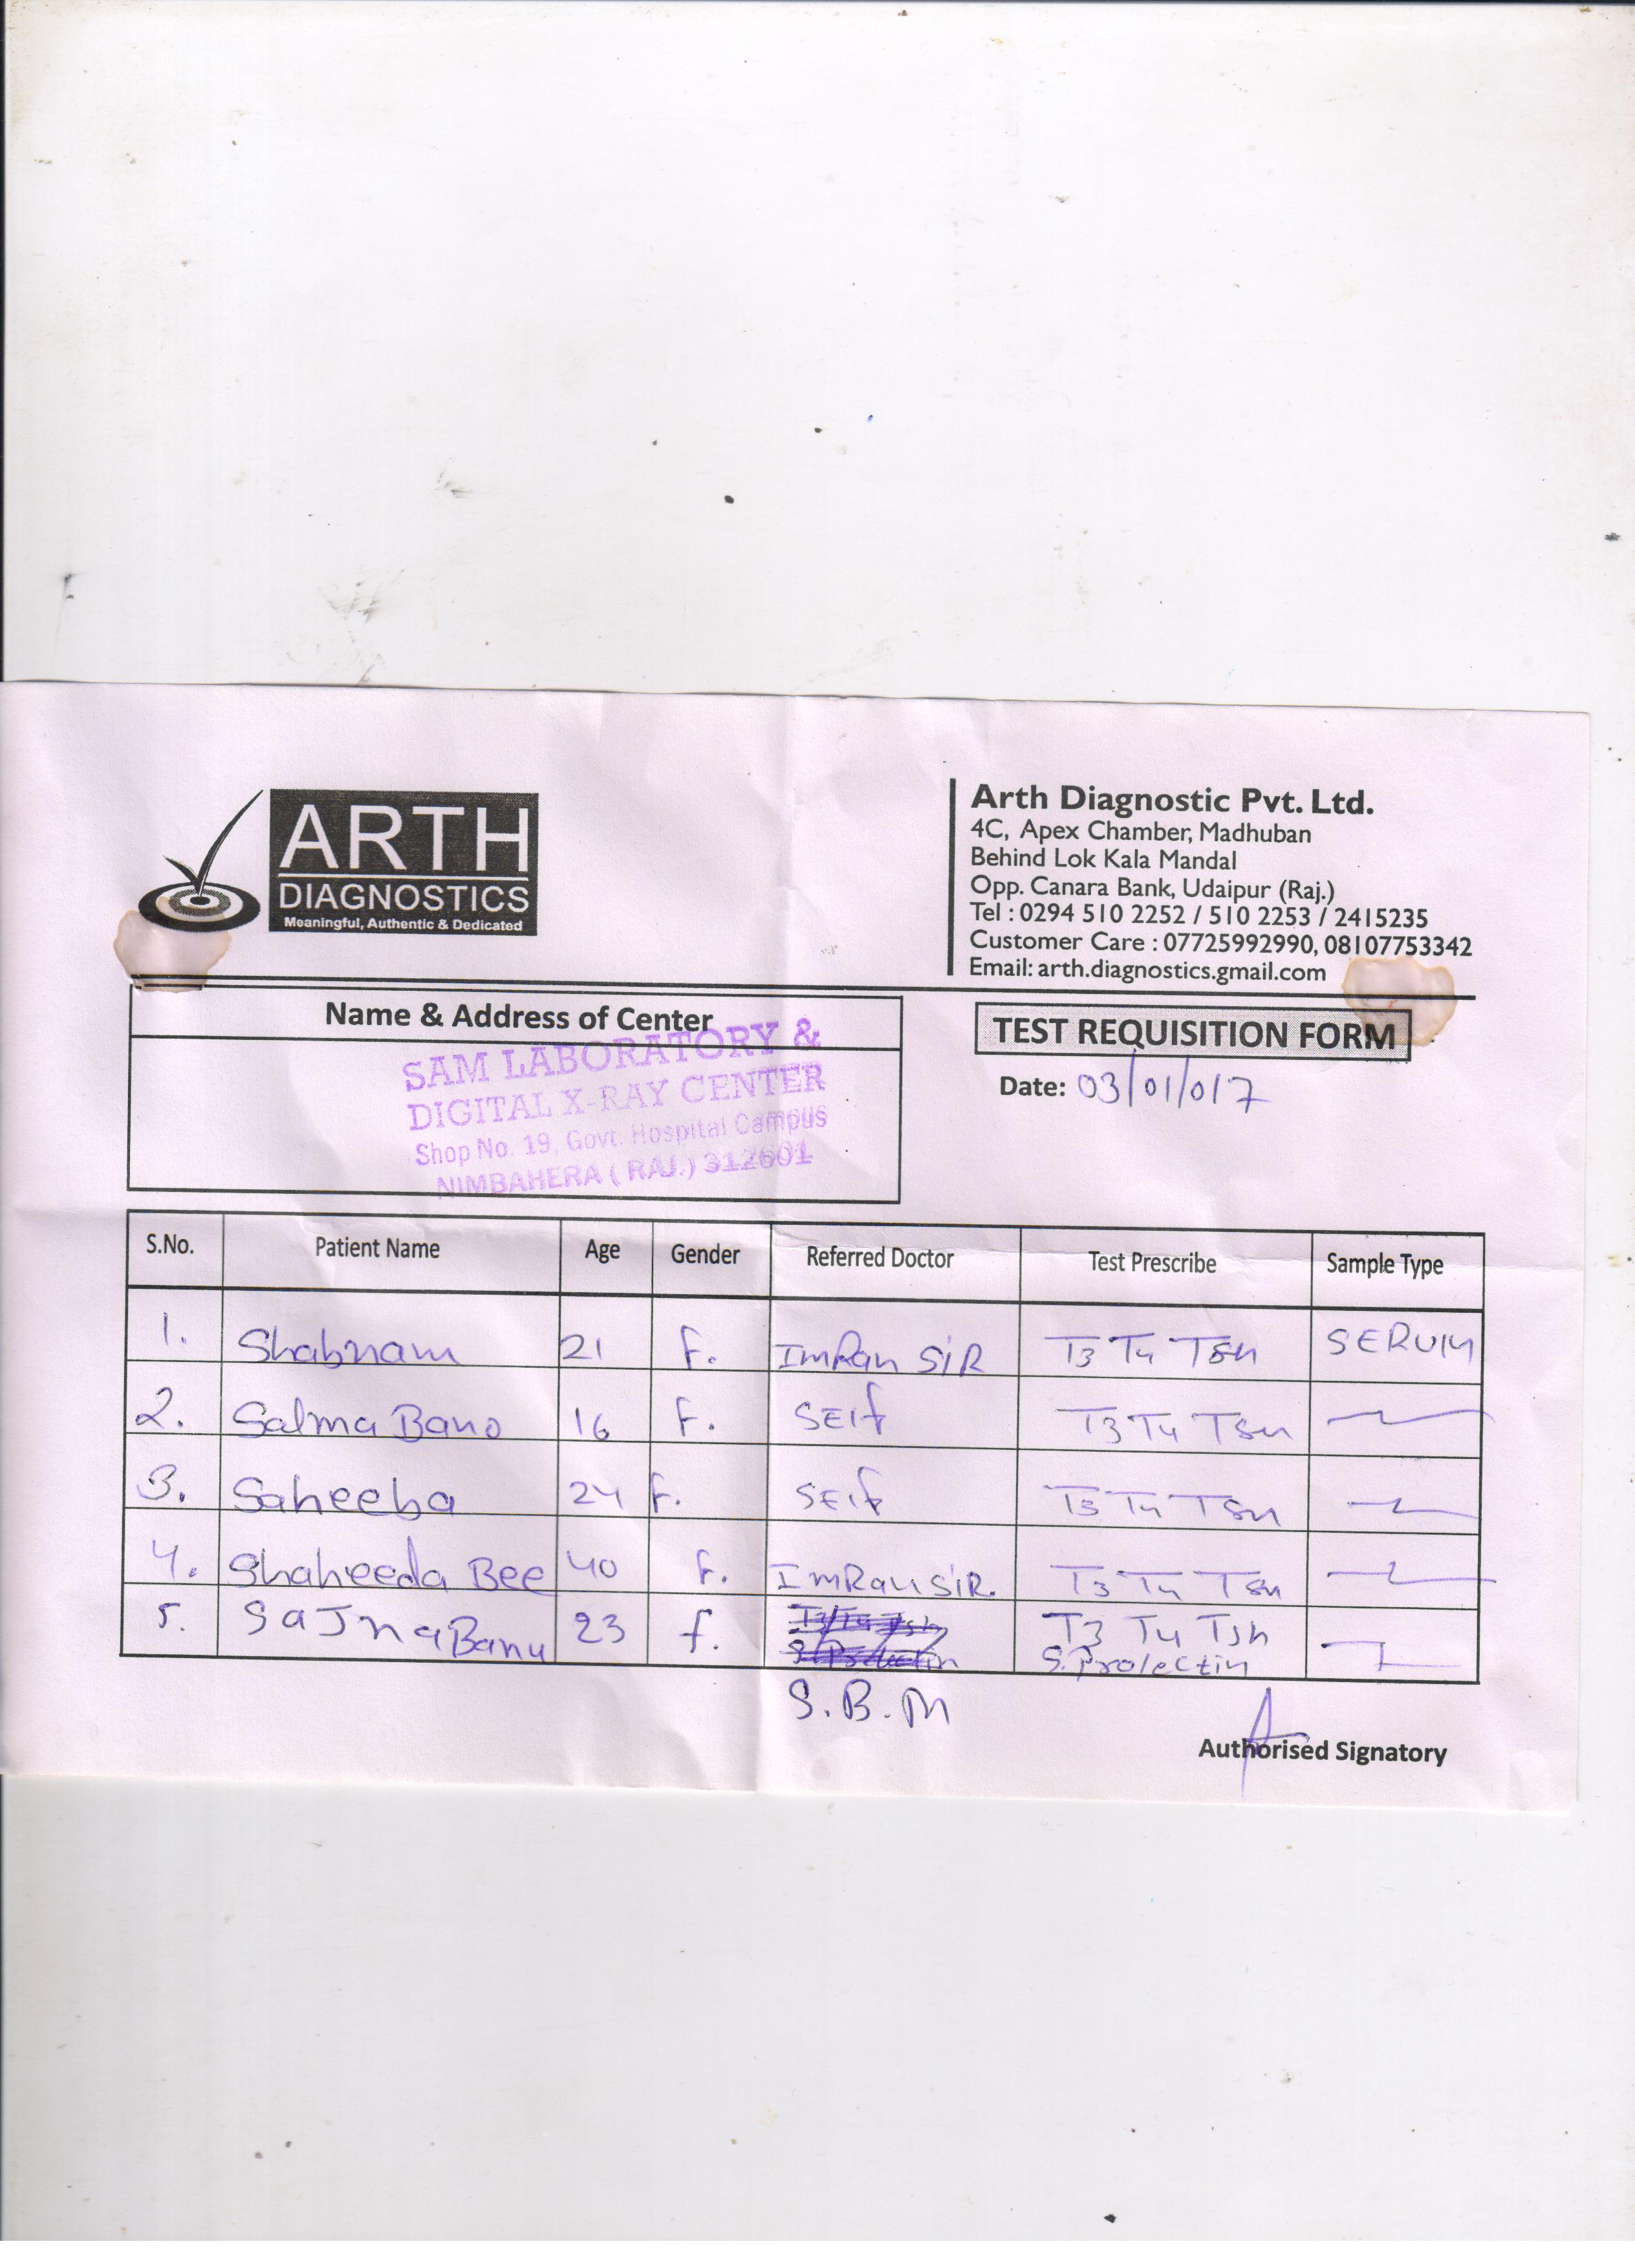 ARTH
DIAGNOSTICS
Meaningful, Authentic & Dedicated
Arth Diagnostic Pvt. Ltd.
4C, Apex Chamber, Madhuban
Behind Lok Kala Mandal
Opp. Canara Bank, Udaipur (Raj.)
Tel : 0294 510 2252 / 510 2253 / 2415235
Customer Care : 07725992990, 08107753342
Email: arth.diagnostics.gmail.com
Name & Address of Center
SAM LABORATORY &
DIGITAL X-RAY CENTER
Shop No. 19, Govt. Hospital Campus
NIMBAHERA ( RAJ.) 312601
TEST REQUISITION FORM
Date: 03/01/017
S.No. Patient Name Age Gender Referred Doctor Test Prescribe Sample Type
1. Shabnam 21 F. ImRan SIR T3 T4 TSH SERUM
2. Salma Bano 16 F. SElf T3 T4 TSH
3. Saheeba 24 F. SElf T3 T4 TSH
4. Shaheeda Bee 40 F. ImRan SIR. T3 T4 TSH
5. SaJna Banu 23 f. T3 T4 TSh
S. Prolectin
S.B.M
Authorised Signatory